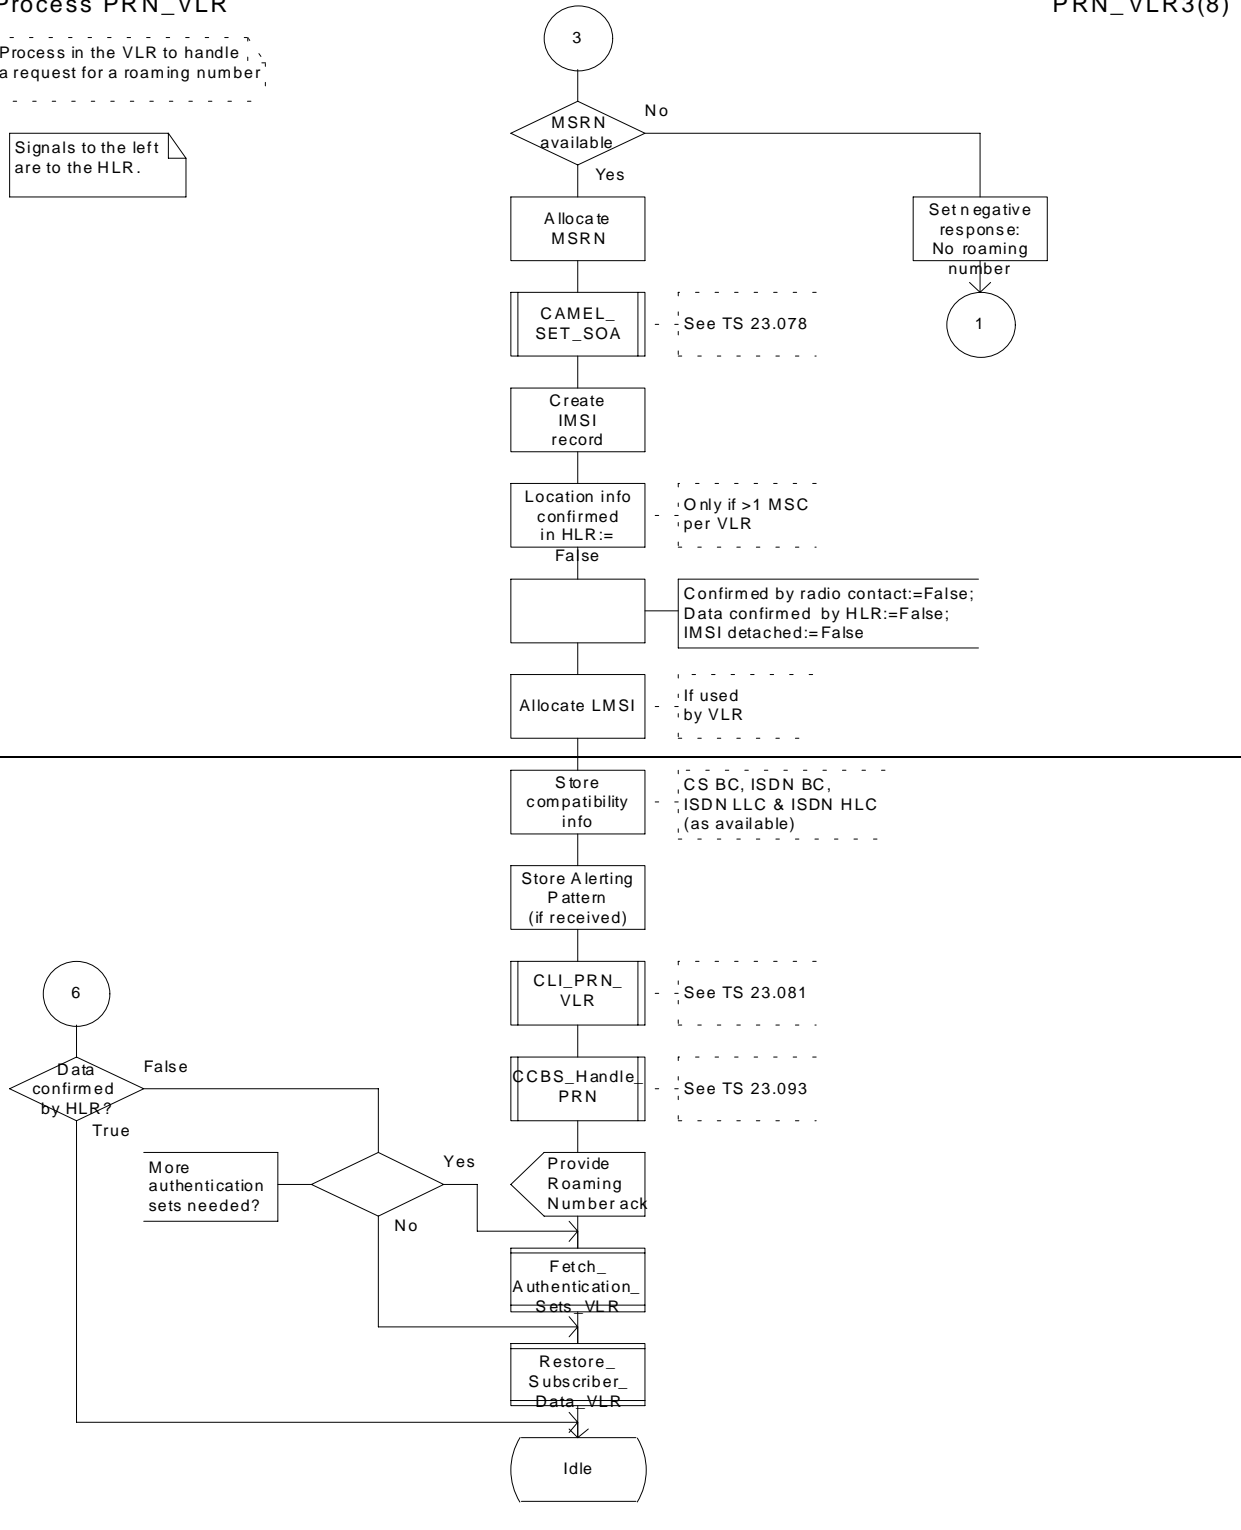 Process PRN_VLR
PRN_VLR3(8)
Process in the VLR to handle
a request for a roaming number
Signals to the left
are to the HLR.
3
MSRN
available
No
Yes
Allocate
MSRN
Set negative
response:
No roaming
number
1
CAMEL_
SET_SOA
See TS 23.078
Create
IMSI
record
Location info
confirmed
in HLR:=
False
Only if >1 MSC
per VLR
Confirmed by radio contact:=False;
Data confirmed by HLR:=False;
IMSI detached:=False
Allocate LMSI
If used
by VLR
Store
compatibility
info
CS BC, ISDN BC,
ISDN LLC & ISDN HLC
(as available)
Store Alerting
Pattern
(if received)
CLI_PRN_
VLR
See TS 23.081
6
Data
confirmed
by HLR?
False
True
CCBS_Handle_
PRN
See TS 23.093
More
authentication
sets needed?
Yes
No
Provide
Roaming
Number ack
Fetch_
Authentication_
Sets_VLR
Restore_
Subscriber_
Data_VLR
Idle